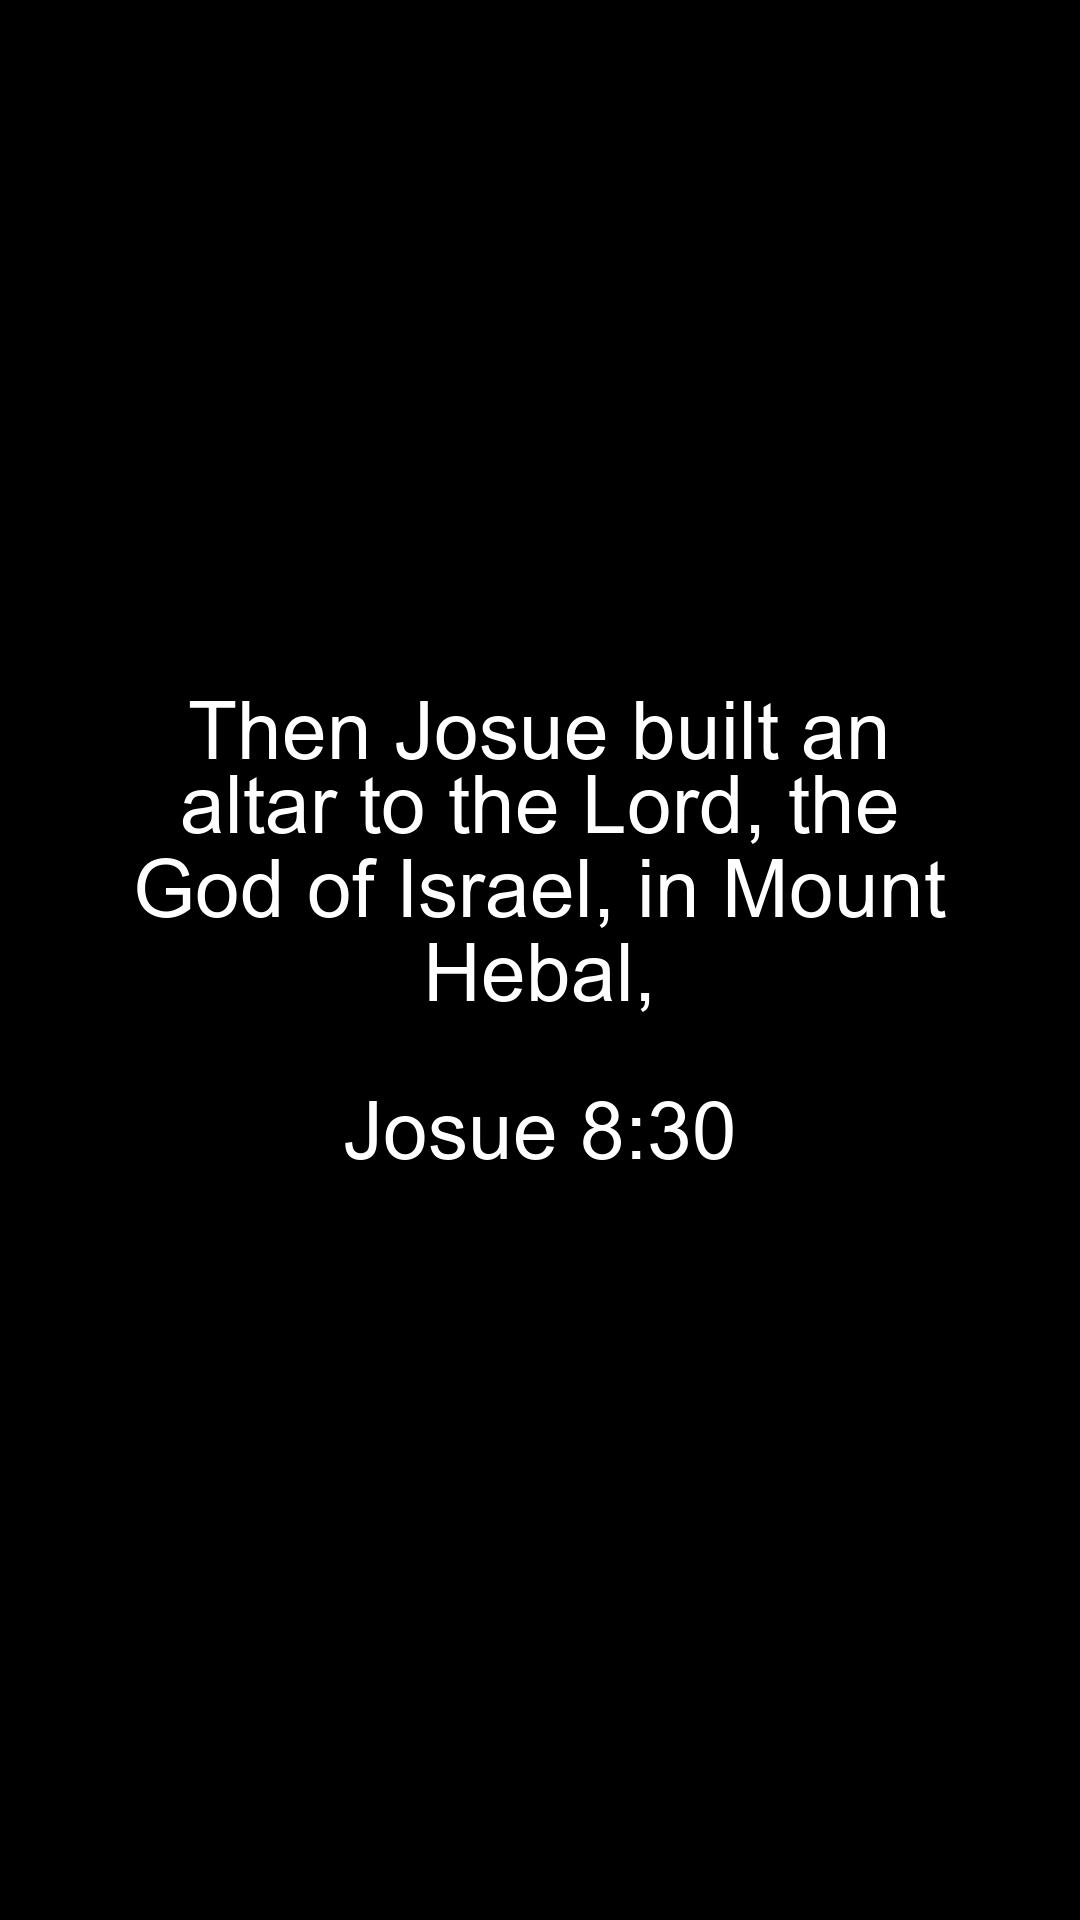 Then Josue built an
altar to the Lord, the
God of Israel, in Mount
Hebal,
Josue 8:30